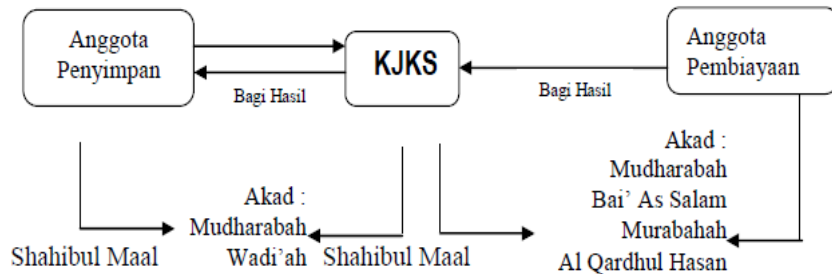 Anggota
Penyimpan
KJKS
Anggota
Pembiayaan
Bagi Hasil
Bagi Hasil
Akad :
Mudharabah
Wadi'ah
Shahibul Maal
Shahibul Maal
Akad :
Mudharabah
Bai' As Salam
Murabahah
Al Qardhul Hasan